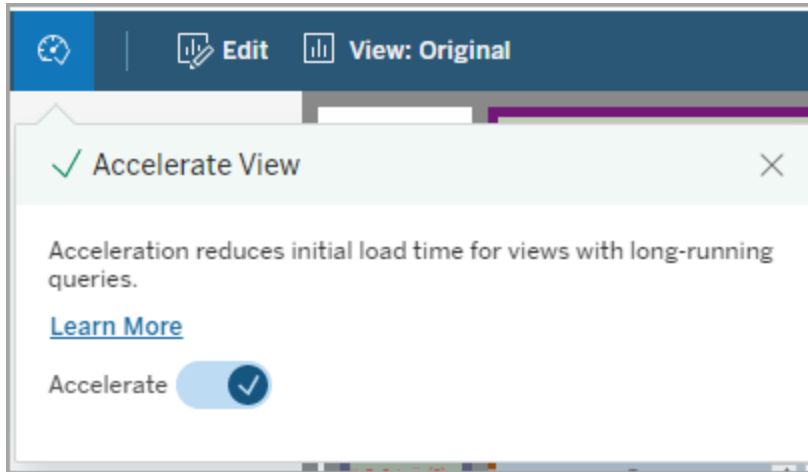 Edit View: Original
Accelerate View
Acceleration reduces initial load time for views with long-running
queries.
Learn More
Accelerate